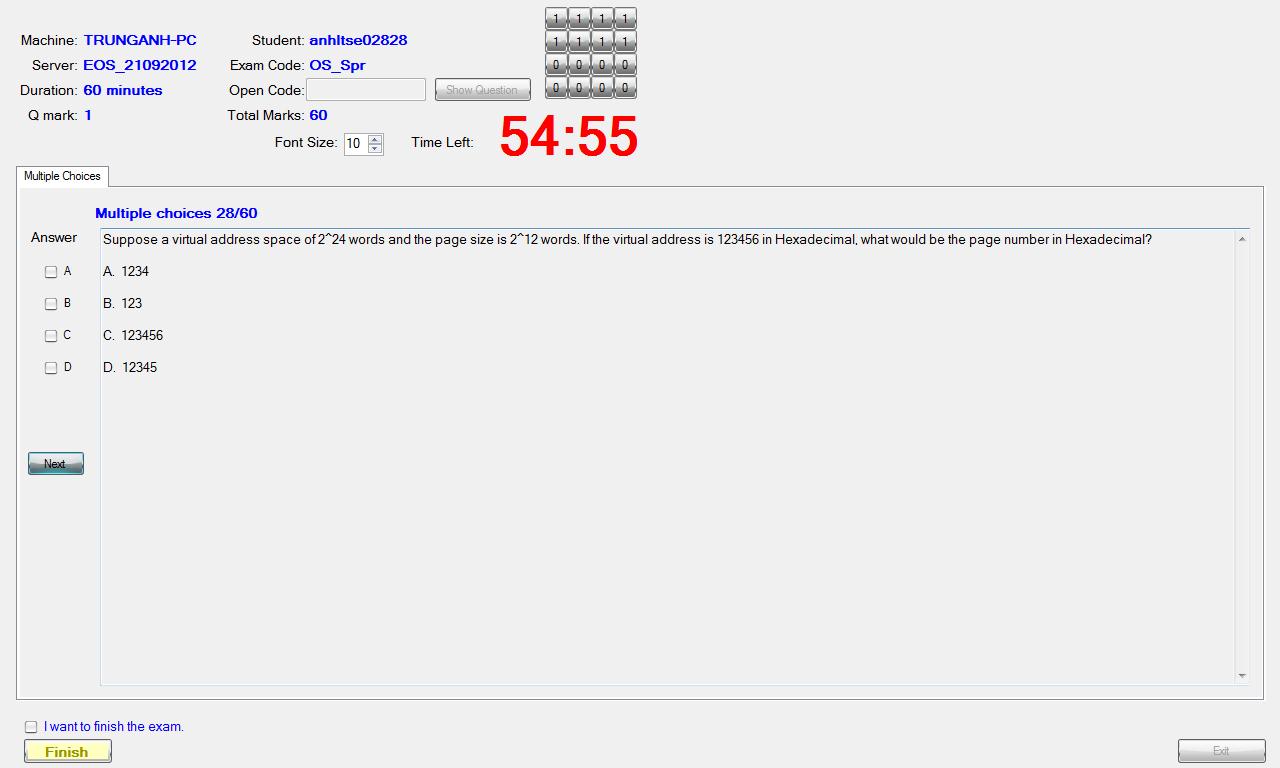 Machine: TRUNGANH-PC Student: anhltse02828
Server: EOS_21092012 Exam Code: OS_Spr
Duration: 60 minutes Open Code: Show Question
Q mark: 1 Total Marks: 60
1 1 1 1
1 1 1 1
0 0 0 0
0 0 0 0
Font Size: 10 Time Left: 54:55
Multiple Choices
Multiple choices 28/60
Answer
Suppose a virtual address space of 2^24 words and the page size is 2^12 words. If the virtual address is 123456 in Hexadecimal, what would be the page number in Hexadecimal?
A A. 1234
B B. 123
C C. 123456
D D. 12345
Next
I want to finish the exam.
Finish
Exit